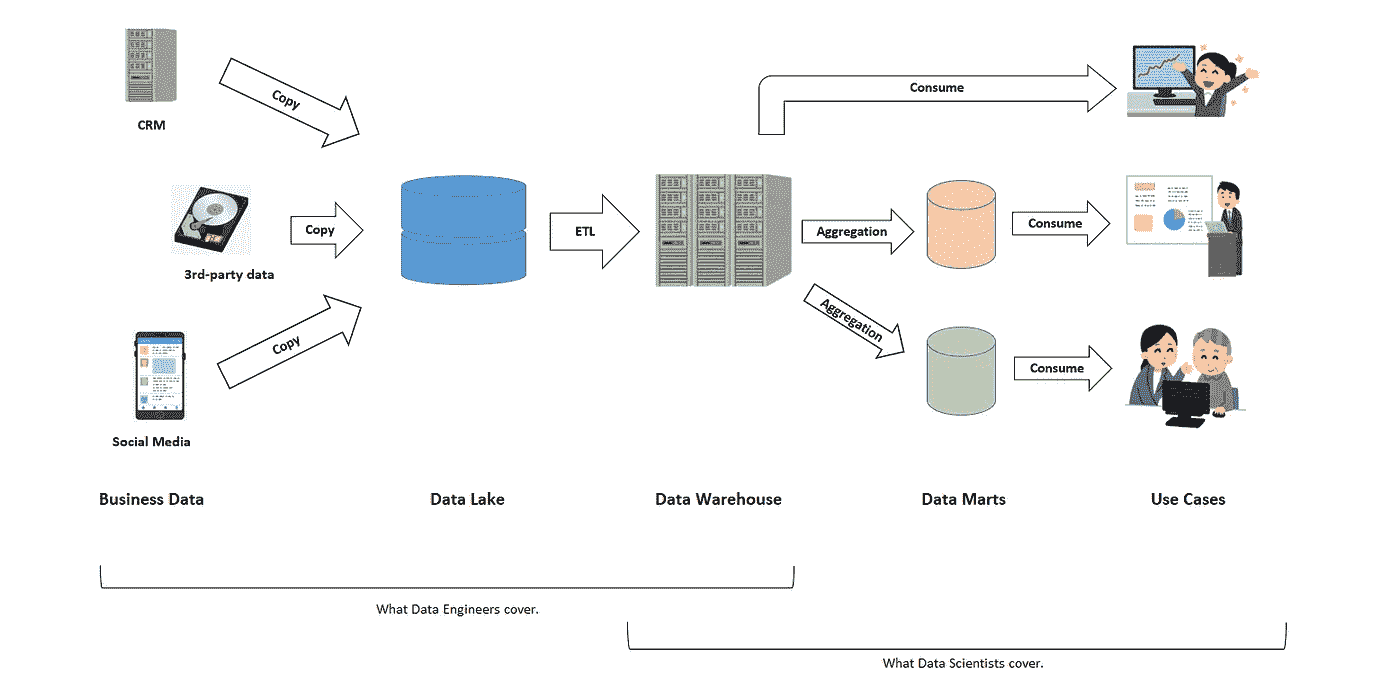 CRM
Copy
Consume
3rd-party data
Copy
ETL
Aggregation
Consume
Social Media
Copy
Aggregation
Consume
Business Data
Data Lake
Data Warehouse
Data Marts
Use Cases
What Data Engineers cover.
What Data Scientists cover.